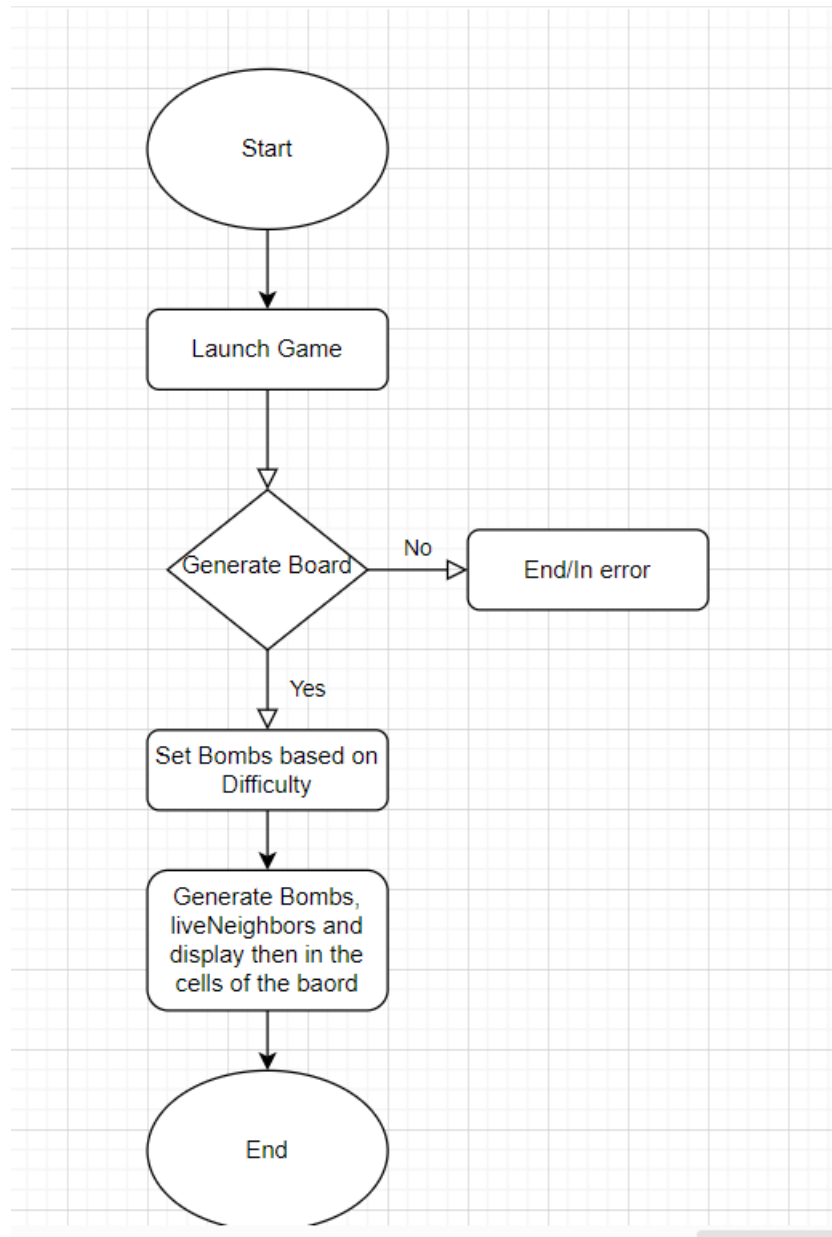 Start
Launch Game
Generate Board
No
End/In error
Yes
Set Bombs based on
Difficulty
Generate Bombs,
liveNeighbors and
display then in the
cells of the baord
End